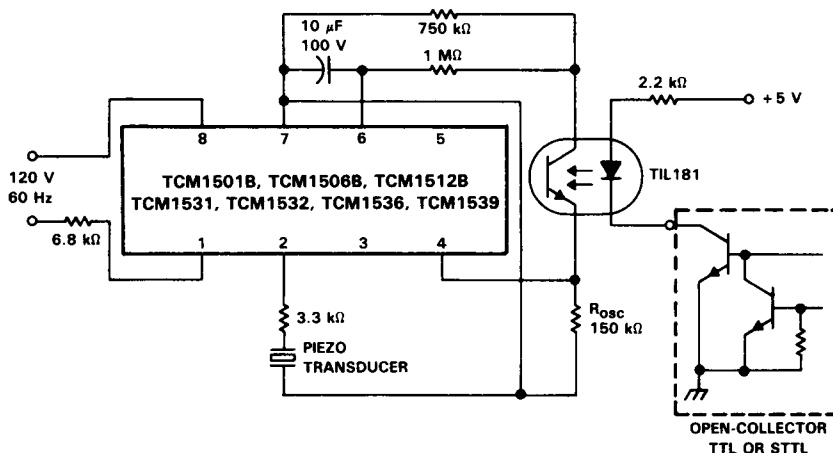 10 μF
100 V
750 kΩ
1 MΩ
2.2 kΩ
+5 V
8
7
6
5
TIL181
120 V
60 Hz
TCM1501B, TCM1506B, TCM1512B
TCM1531, TCM1532, TCM1536, TCM1539
6.8 kΩ
1
2
3
4
3.3 kΩ
PIEZO
TRANSDUCER
Rosc
150 kΩ
OPEN-COLLECTOR
TTL OR STTL